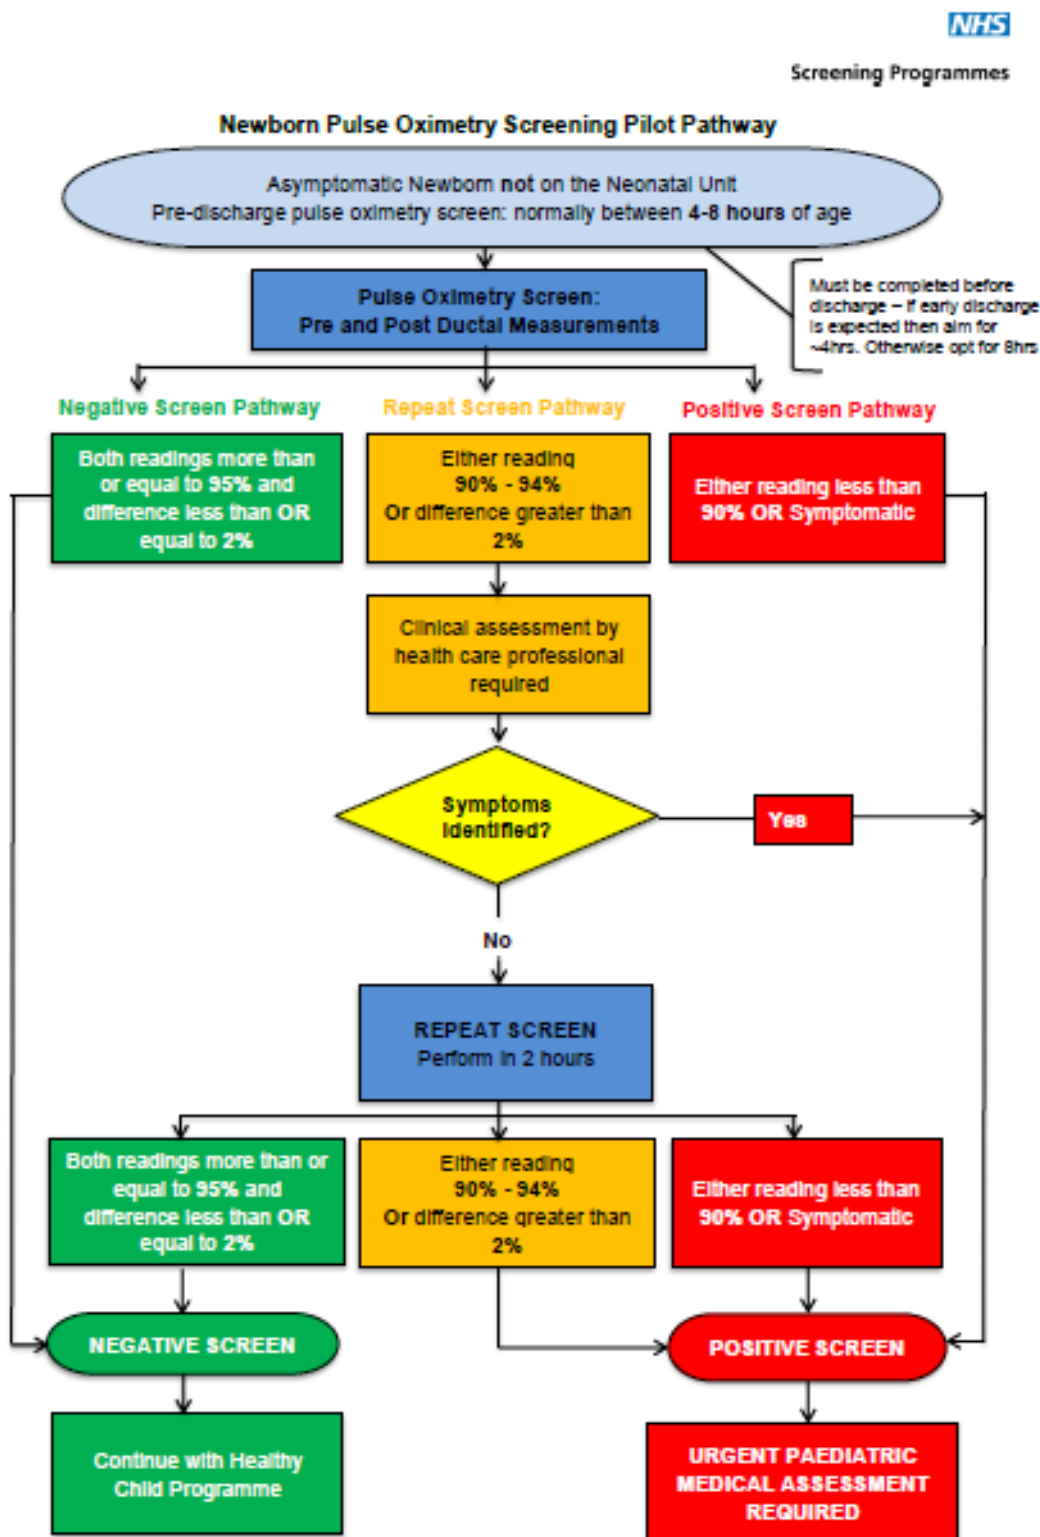 NHS
Screening Programmes
Newborn Pulse Oximetry Screening Pilot Pathway
Asymptomatic Newborn not on the Neonatal Unit
Pre-discharge pulse oximetry screen: normally between 4-8 hours of age
Must be completed before
discharge – if early discharge
is expected then aim for
~4hrs. Otherwise opt for 8hrs
Pulse Oximetry Screen:
Pre and Post Ductal Measurements
Negative Screen Pathway
Repeat Screen Pathway
Positive Screen Pathway
Both readings more than
or equal to 95% and
difference less than OR
equal to 2%
Either reading
90% - 94%
Or difference greater than
2%
Either reading less than
90% OR Symptomatic
Clinical assessment by
health care professional
required
Symptoms
Identified?
Yes
No
REPEAT SCREEN
Perform in 2 hours
Both readings more than or
equal to 95% and
difference less than OR
equal to 2%
Either reading
90% - 94%
Or difference greater than
2%
Either reading less than
90% OR Symptomatic
NEGATIVE SCREEN
POSITIVE SCREEN
Continue with Healthy
Child Programme
URGENT PAEDIATRIC
MEDICAL ASSESSMENT
REQUIRED